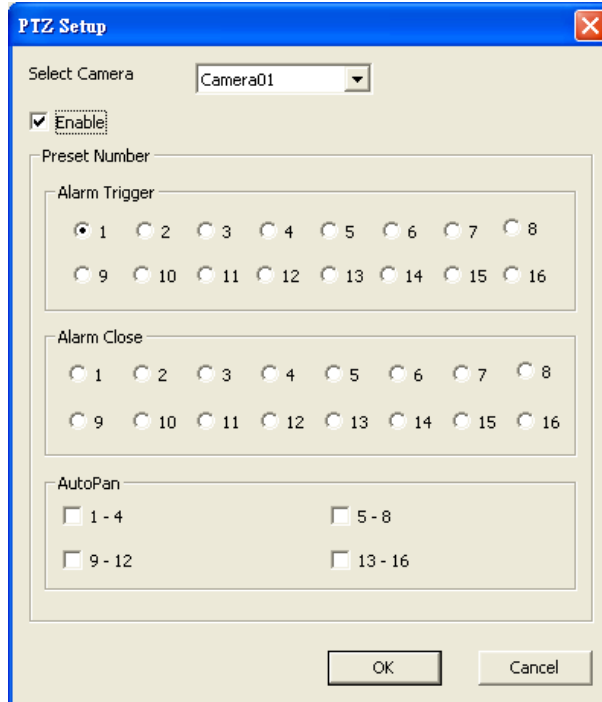 PTZ Setup
Select Camera Camera01
Enable
Preset Number
Alarm Trigger
1 2 3 4 5 6 7 8
9 10 11 12 13 14 15 16
Alarm Close
1 2 3 4 5 6 7 8
9 10 11 12 13 14 15 16
AutoPan
1 - 4 5 - 8
9 - 12 13 - 16
OK Cancel